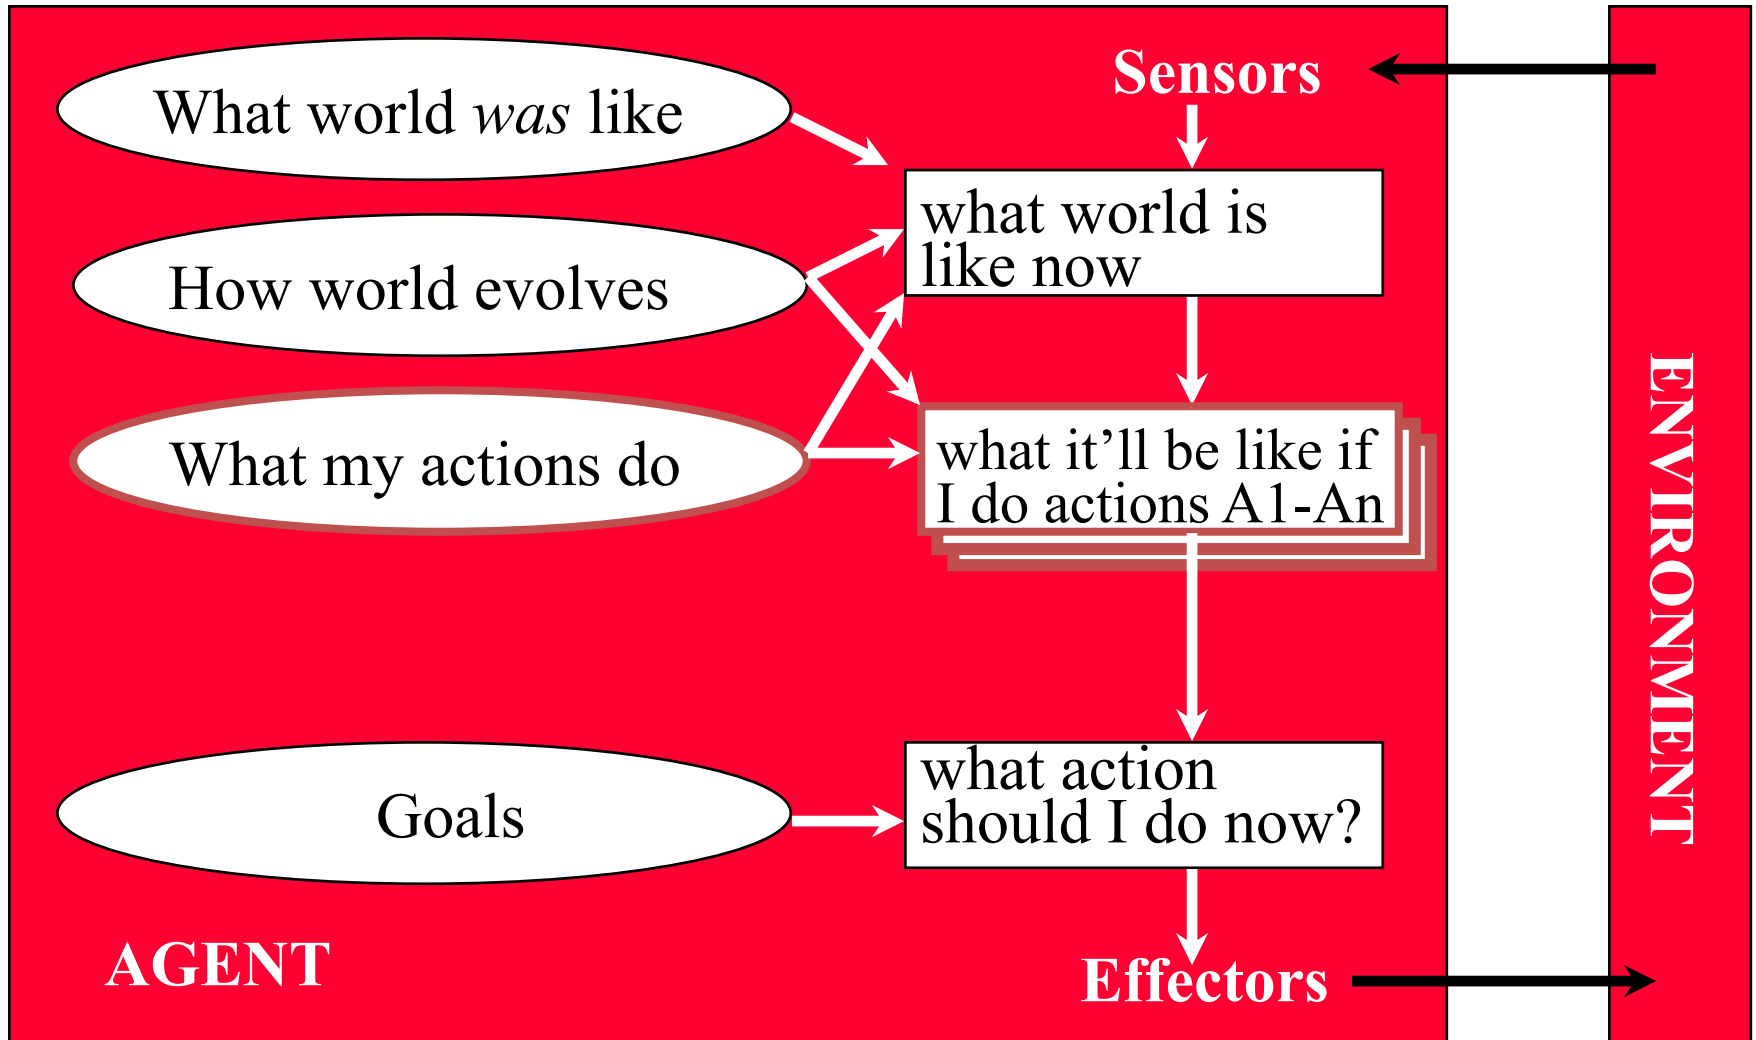 What world was like
Sensors
what world is
like now
How world evolves
What my actions do
what it’ll be like if
I do actions A1-An
ENVIRONMENT
Goals
what action
should I do now?
AGENT
Effectors